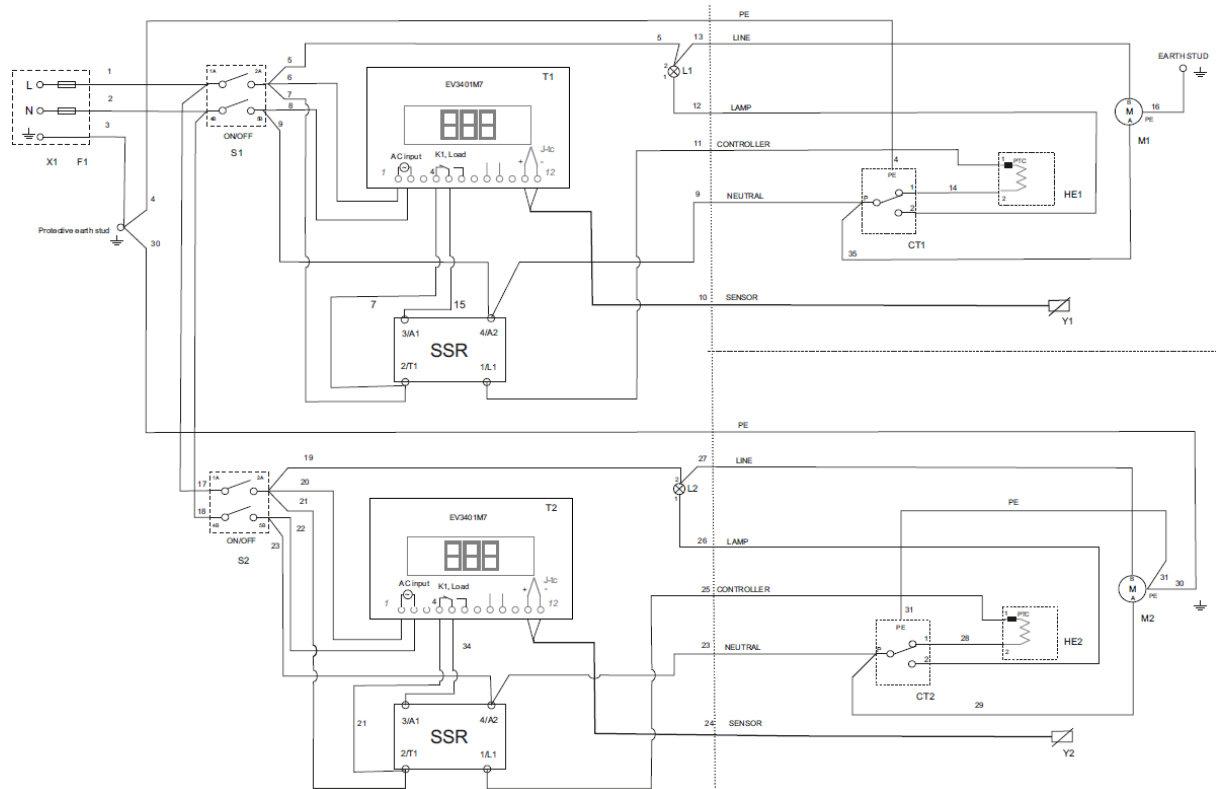 PE
5
13
LINE
L
1
1A
2A
5
6
7
T1
EV3401M7
2
1
L1
EARTH STUD
N
2
4B
5B
8
9
12
LAMP
B
M
A
16
PE
M1
3
ON/OFF
S1
X1
F1
AC input
K1, Load
J-tc
+
-
1
4
12
11
CONTROLLER
4
1
PTC
2
HE1
4
Protective earth stud
30
9
NEUTRAL
PE
P
1
2
14
CT1
35
7
15
10
SENSOR
Y1
3/A1
4/A2
SSR
2/T1
1/L1
PE
19
27
LINE
17
1A
2A
20
21
2
1
L2
18
4B
5B
22
23
ON/OFF
S2
T2
EV3401M7
PE
26
LAMP
AC input
K1, Load
J-tc
+
-
1
4
12
25
CONTROLLER
31
B
M
A
31
30
PE
M2
1
PTC
2
HE2
34
23
NEUTRAL
PE
P
1
2
28
CT2
29
21
24
SENSOR
Y2
3/A1
4/A2
SSR
2/T1
1/L1